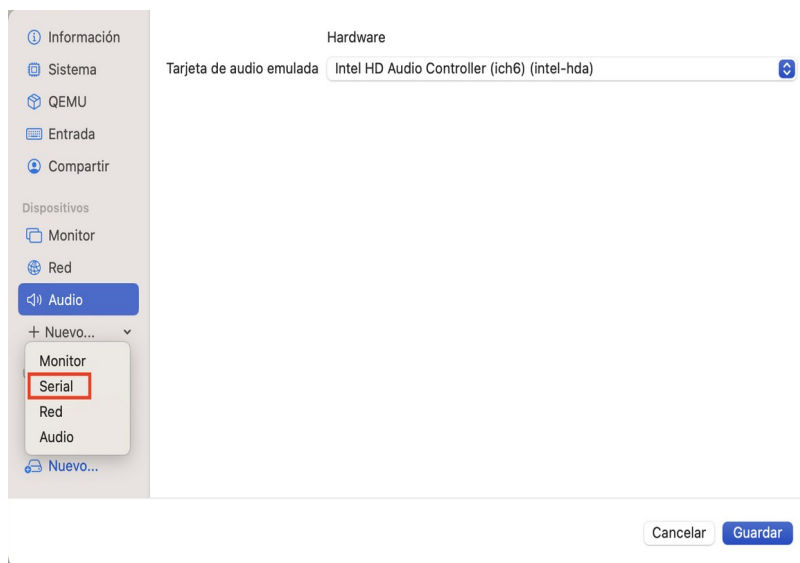 Información
Sistema
QEMU
Entrada
Compartir
Dispositivos
Monitor
Red
Audio
+ Nuevo...
Monitor
Serial
Red
Audio
Nuevo...
Hardware
Tarjeta de audio emulada Intel HD Audio Controller (ich6) (intel-hda)
Cancelar Guardar